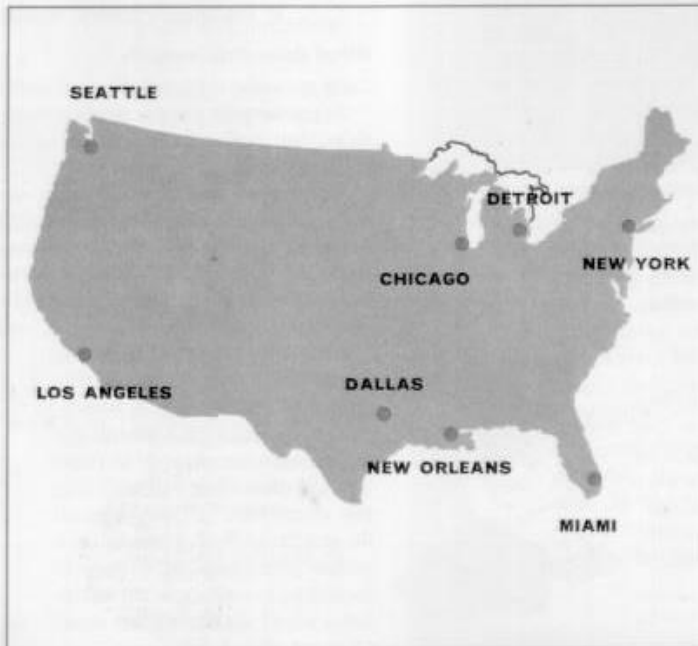 SEATTLE
DETROIT
NEW YORK
CHICAGO
DALLAS
LOS ANGELES
NEW ORLEANS
MIAMI